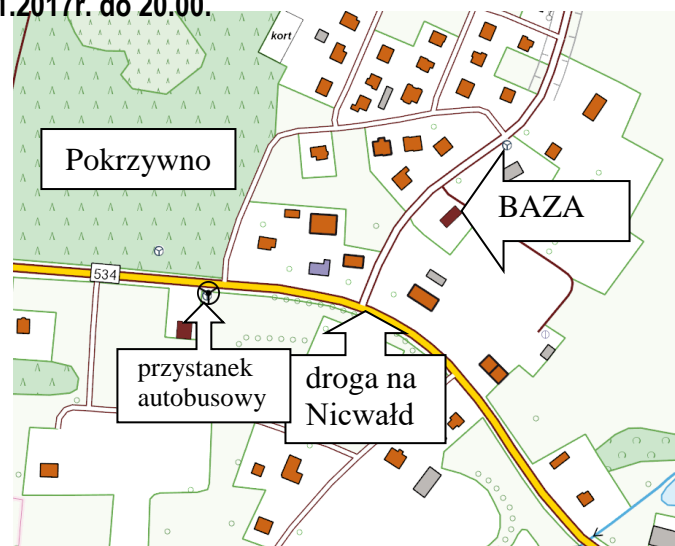 1.2017r. do 20.00.
kort
Pokrzywno
BAZA
534
przystanek
autobusowy
droga na
Nicwałd